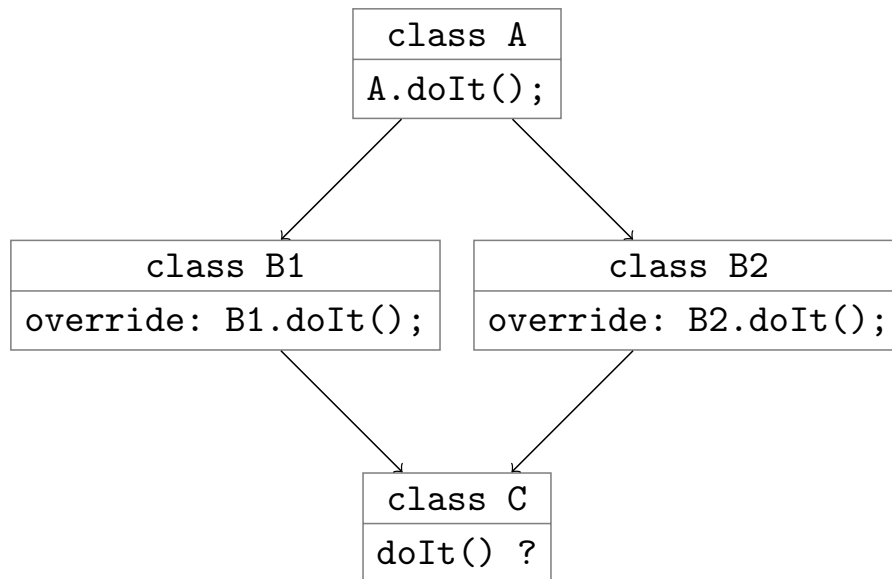 class A
A.doIt();
class B1
override: B1.doIt();
class B2
override: B2.doIt();
class C
doIt() ?